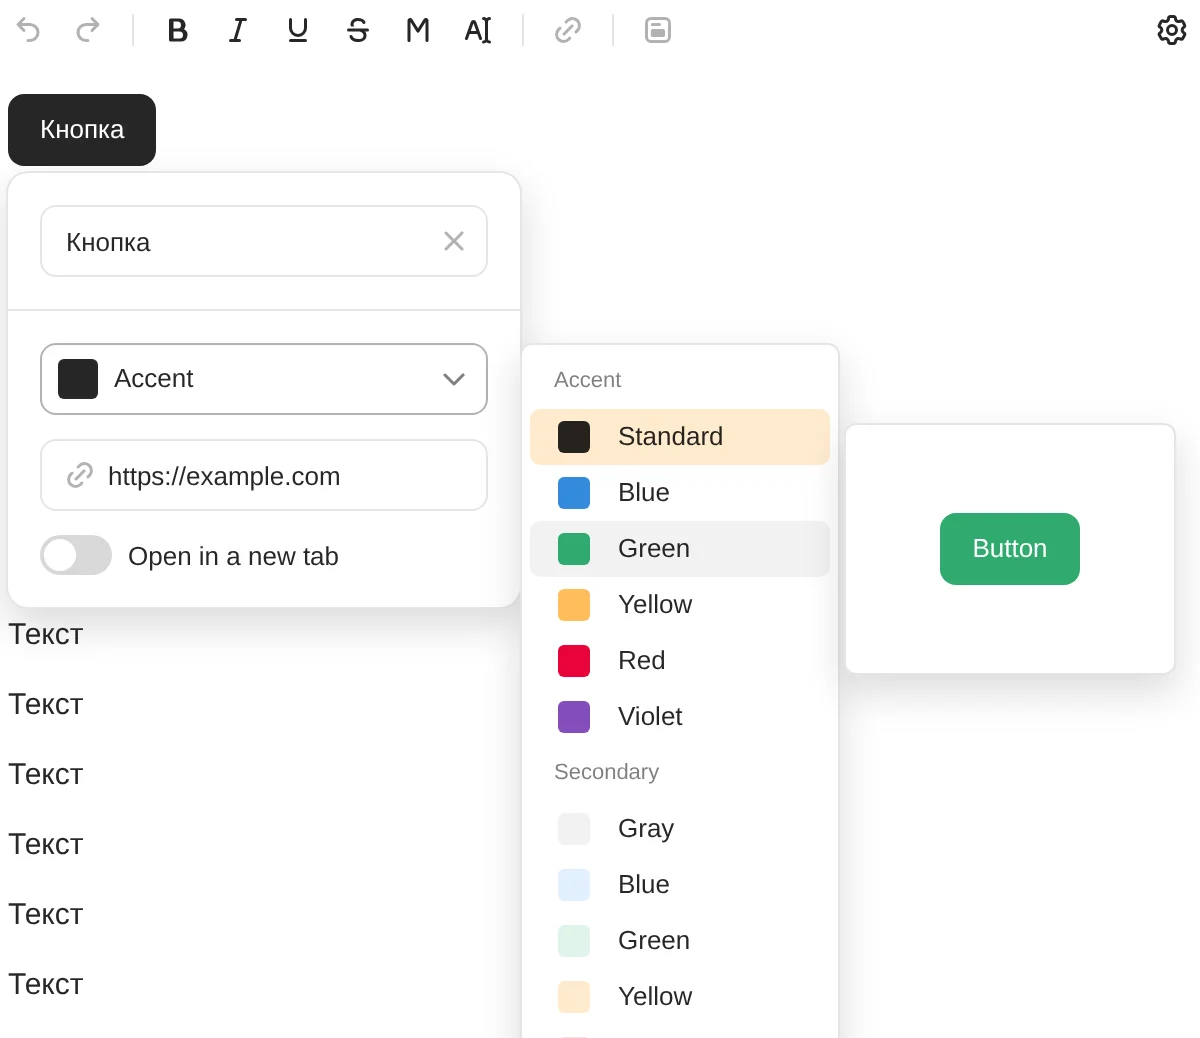 Кнопка
Кнопка
Accent
https://example.com
Open in a new tab
Accent
Standard
Blue
Green
Yellow
Red
Violet
Secondary
Gray
Blue
Green
Yellow
Button
Текст
Текст
Текст
Текст
Текст
Текст